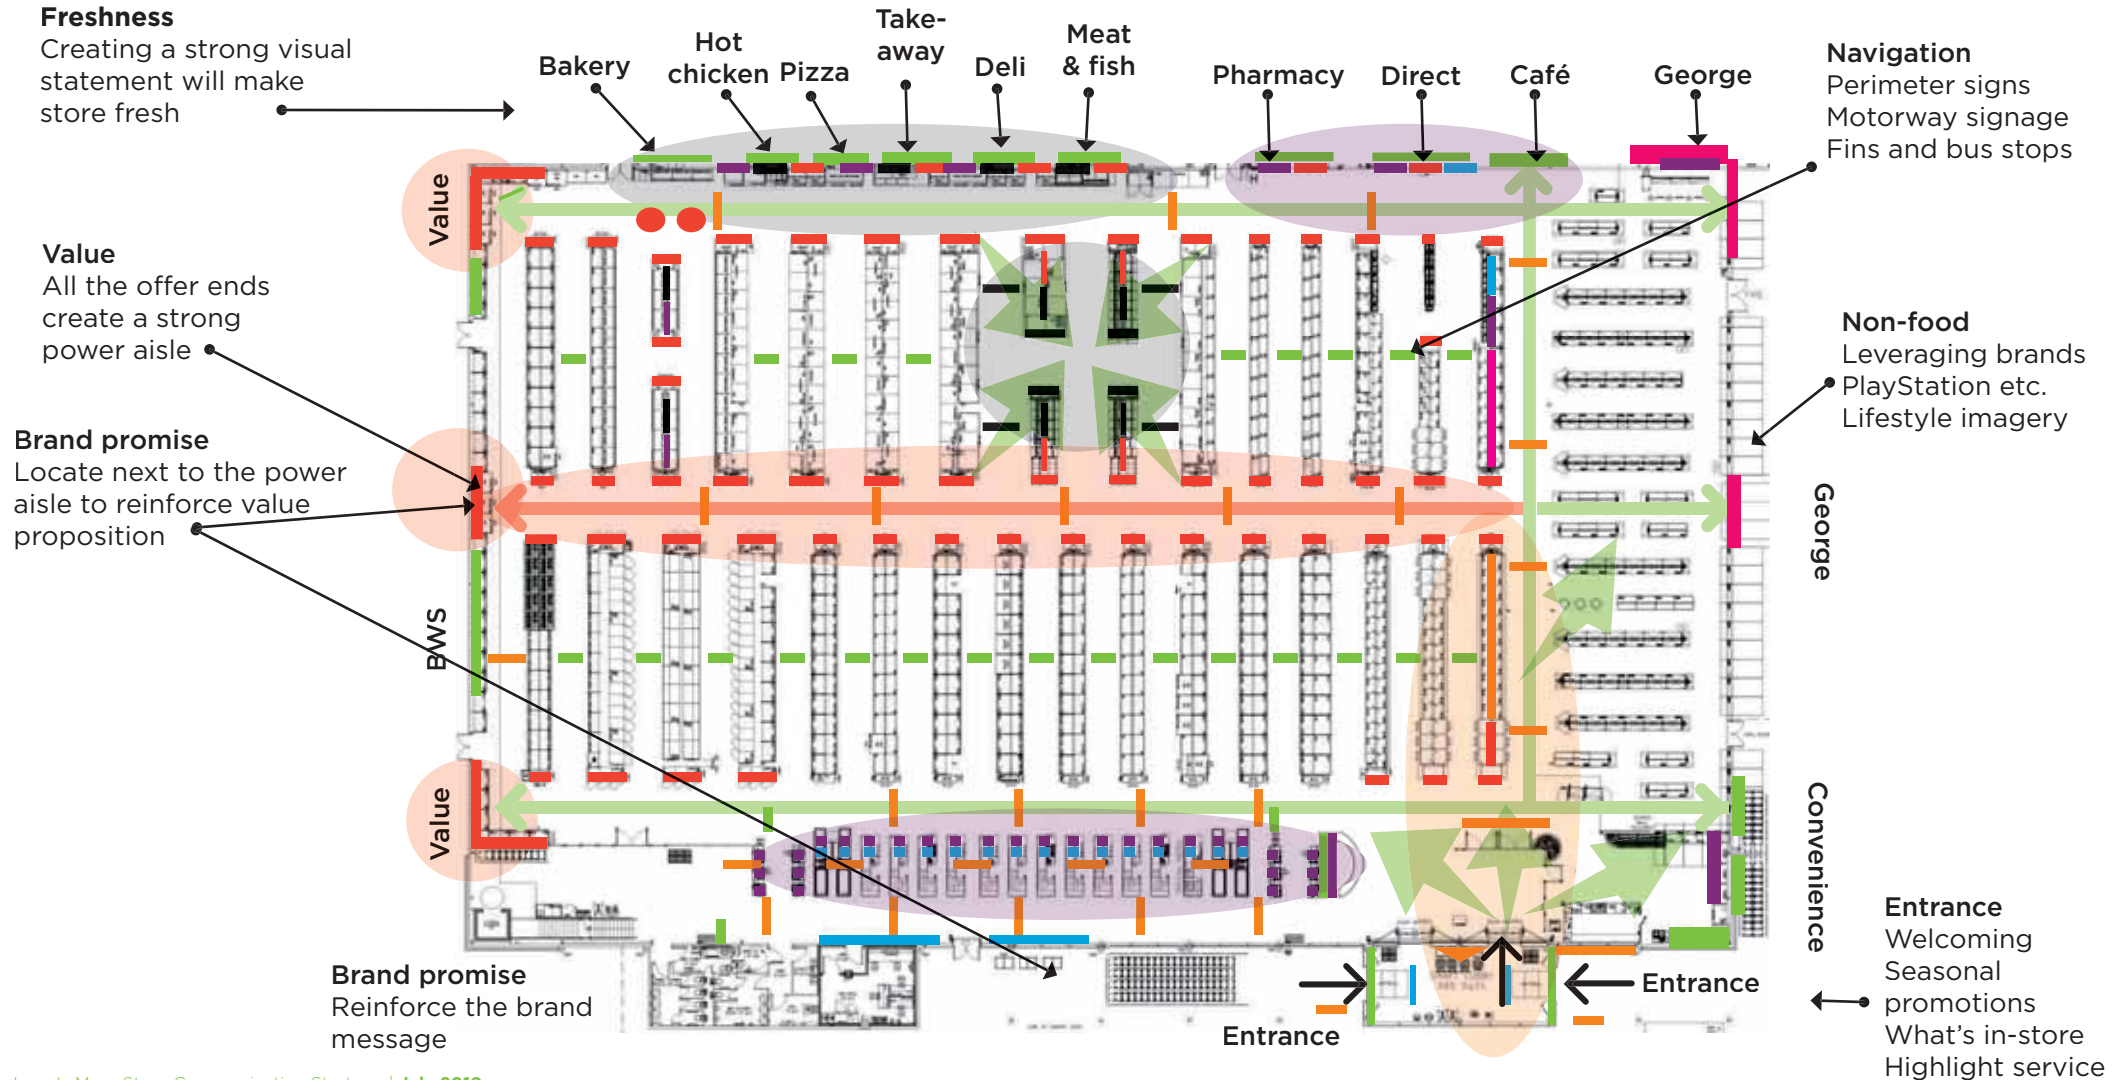 Freshness
Creating a strong visual
statement will make
store fresh
Bakery
Hot
chicken
Pizza
Take-
away
Deli
Meat
& fish
Pharmacy
Direct
Café
George
Navigation
Perimeter signs
Motorway signage
Fins and bus stops
Value
Value
All the offer ends
create a strong
power aisle
Non-food
Leveraging brands
PlayStation etc.
Lifestyle imagery
Brand promise
Locate next to the power
aisle to reinforce value
proposition
George
BWS
Value
Convenience
Entrance
Welcoming
Seasonal
promotions
What's in-store
Highlight service
Brand promise
Reinforce the brand
message
Entrance
Entrance